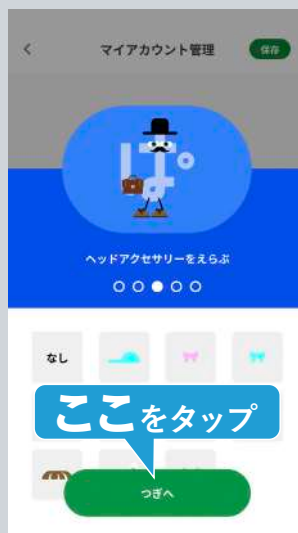 マイアカウント管理
保存
ぱ
ヘッドアクセサリーをえらぶ
なし
ここをタップ
つぎへ